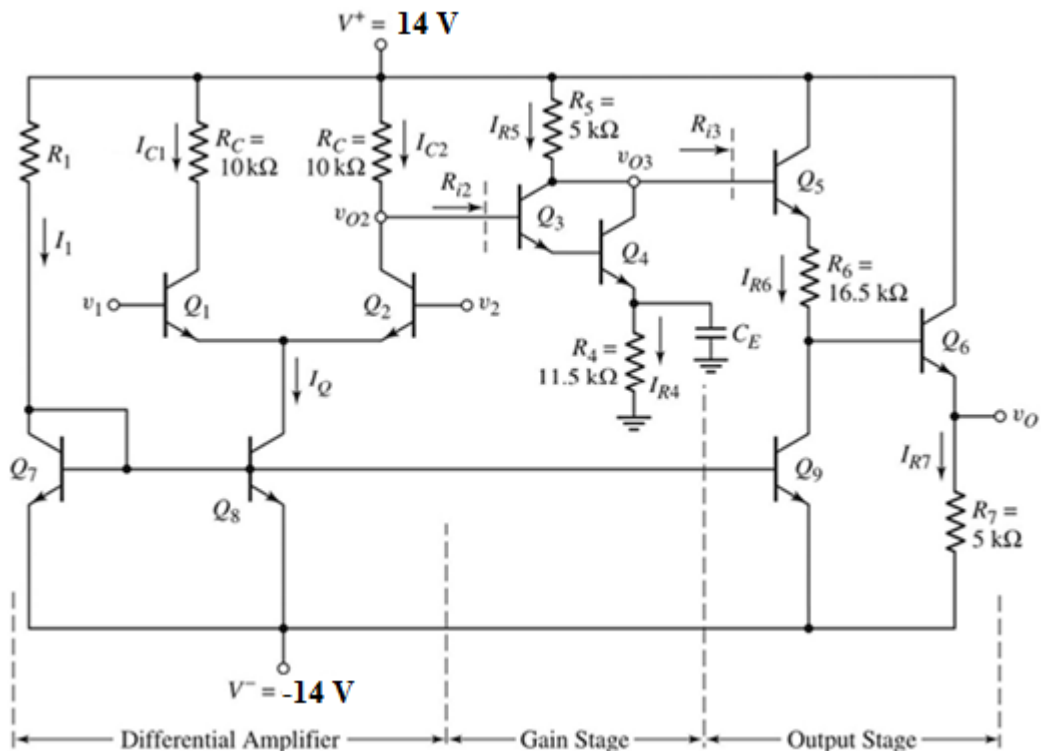 V⁺ = 14 V
R₁
I₁
I_C1
R_C =
10 kΩ
R_C =
10 kΩ
I_C2
v_O2
R_i2
I_R5
R₅ =
5 kΩ
v_O3
R_i3
Q₃
Q₄
Q₅
v₁
Q₁
Q₂
v₂
I_Q
R₄ =
11.5 kΩ
I_R4
C_E
I_R6
R₆ =
16.5 kΩ
Q₆
v_O
Q₇
Q₈
Q₉
I_R7
R₇ =
5 kΩ
V⁻ = -14 V
Differential Amplifier
Gain Stage
Output Stage